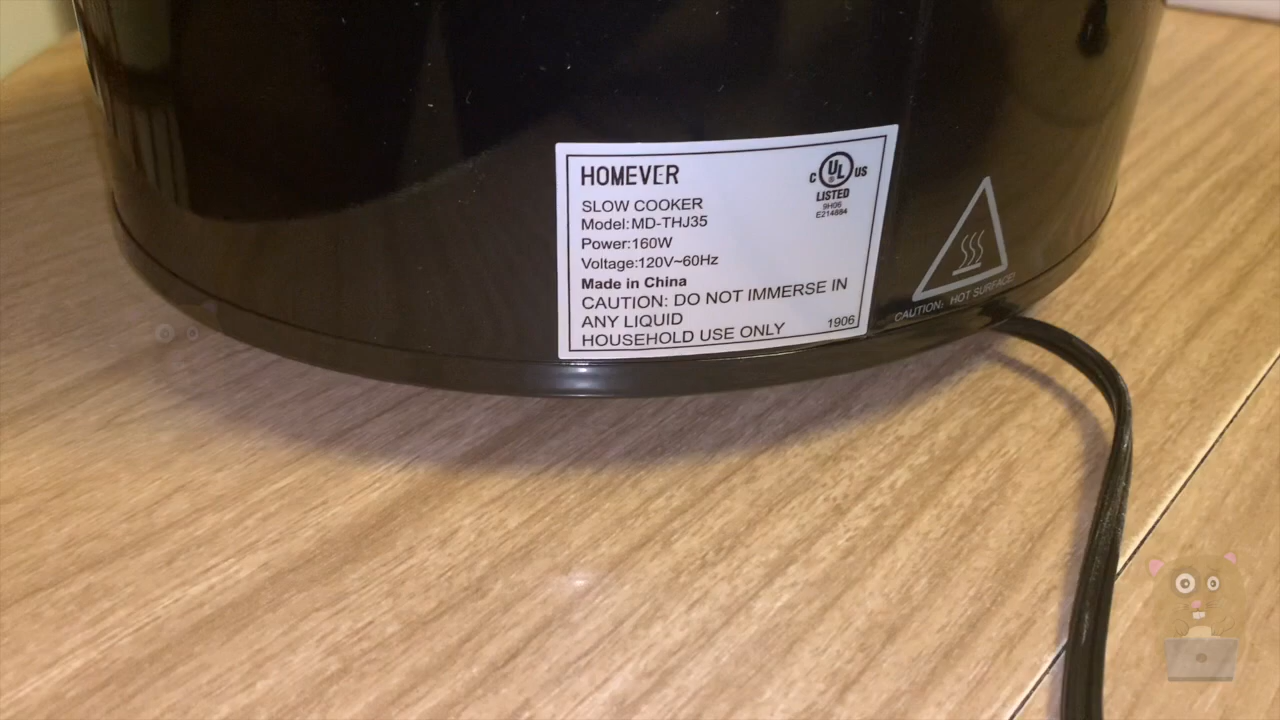 HOMEVER
C UL US
®
LISTED
9H06
E214884
SLOW COOKER
Model:MD-THJ35
Power:160W
Voltage:120V~60Hz
Made in China
CAUTION: DO NOT IMMERSE IN
ANY LIQUID
HOUSEHOLD USE ONLY
1906
CAUTION: HOT SURFACE!